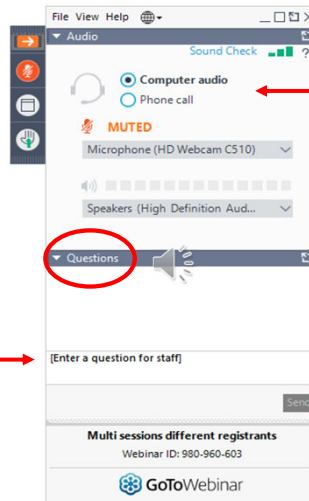 File View Help
Audio
Sound Check ?
Computer audio
Phone call
MUTED
Microphone (HD Webcam C510)
Speakers (High Definition Aud...
Questions
[Enter a question for staff]
Send
Multi sessions different registrants
Webinar ID: 980-960-603
GoToWebinar